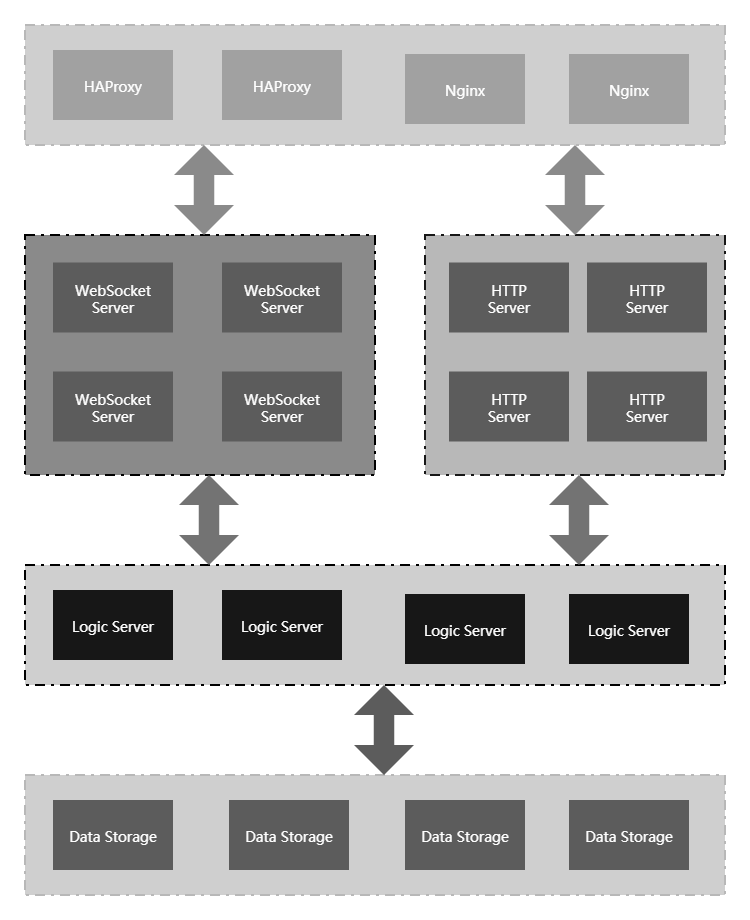 HAProxy
HAProxy
Nginx
Nginx
WebSocket
Server
WebSocket
Server
HTTP
Server
HTTP
Server
WebSocket
Server
WebSocket
Server
HTTP
Server
HTTP
Server
Logic Server
Logic Server
Logic Server
Logic Server
Data Storage
Data Storage
Data Storage
Data Storage